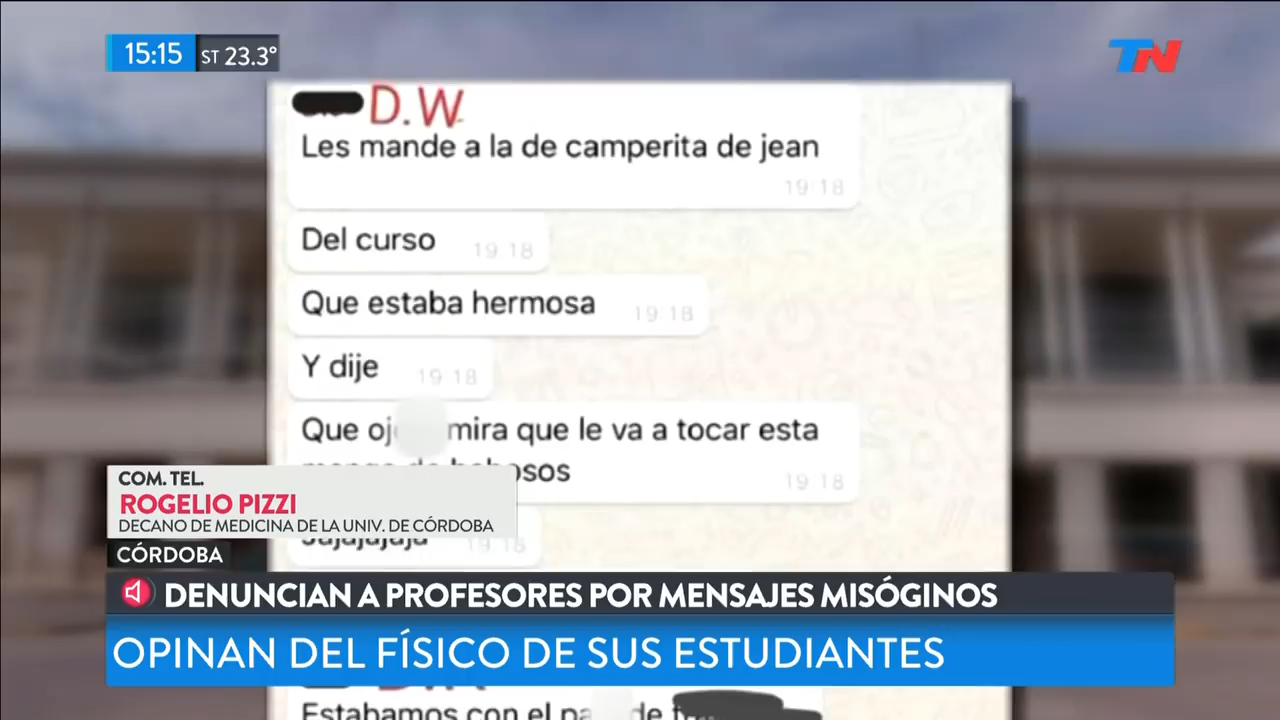 15:15 ST 23.3°
TN
D.W
Les mande a la de camperita de jean
19 18
Del curso 19 18
Que estaba hermosa 19 18
Y dije 19 18
Que oj mira que le va a tocar esta
19 18
COM. TEL.
ROGELIO PIZZI
DECANO DE MEDICINA DE LA UNIV. DE CÓRDOBA
19 18
CÓRDOBA
DENUNCIAN A PROFESORES POR MENSAJES MISÓGINOS
OPINAN DEL FÍSICO DE SUS ESTUDIANTES
Estabamos con el de